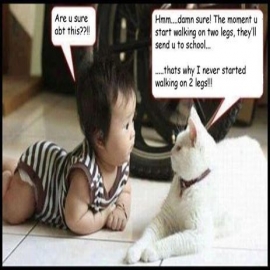 Are u sure
abt this??!!
Hmm....damn sure! The moment u
start walking on two legs, they'll
send u to school...
.....thats why I never started
walking on 2 legs!!!